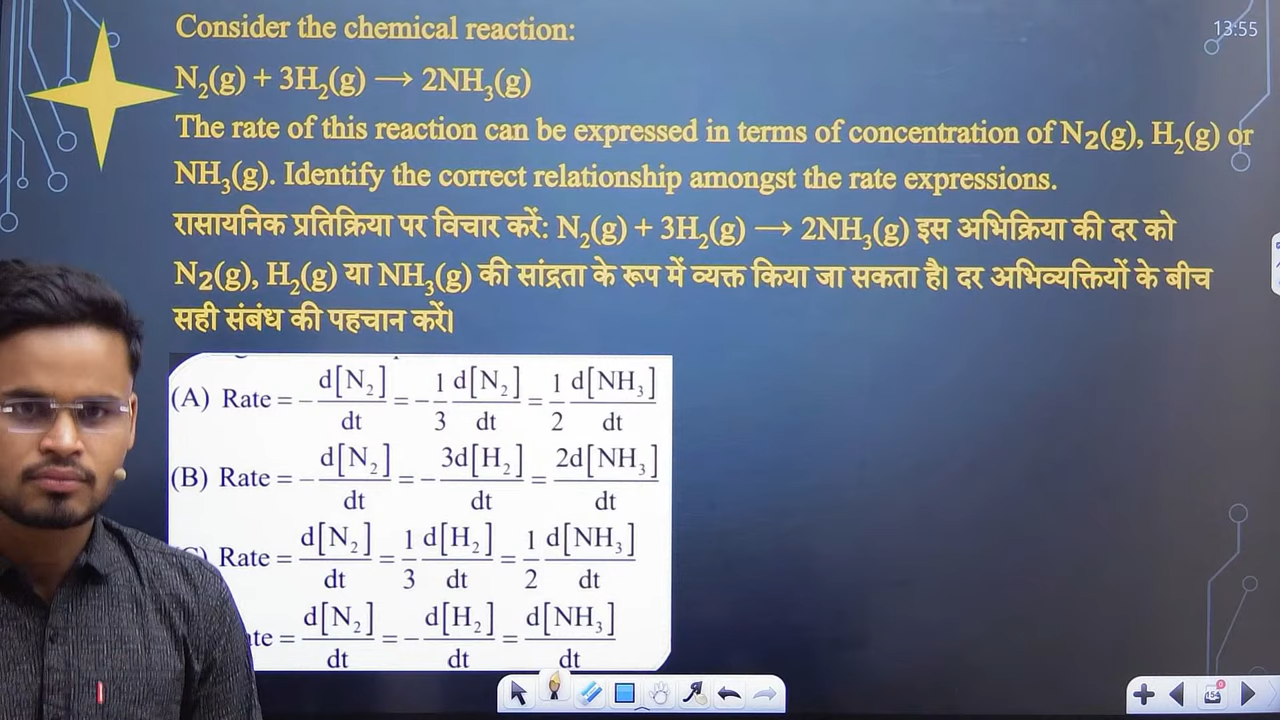 Consider the chemical reaction:
13:55
N₂(g) + 3H₂(g) ⟶ 2NH₃(g)
The rate of this reaction can be expressed in terms of concentration of N2(g), H₂(g) or
NH₃(g). Identify the correct relationship amongst the rate expressions.
रासायनिक प्रतिक्रिया पर विचार करें: N₂(g) + 3H₂(g) ⟶ 2NH₃(g) इस अभिक्रिया की दर को
N2(g), H₂(g) या NH₃(g) की सांद्रता के रूप में व्यक्त किया जा सकता है। दर अभिव्यक्तियों के बीच
सही संबंध की पहचान करें।
(A) Rate = -d[N₂]/dt = -1/3 d[N₂]/dt = 1/2 d[NH₃]/dt
(B) Rate = -d[N₂]/dt = -3d[H₂]/dt = 2d[NH₃]/dt
Rate = d[N₂]/dt = 1/3 d[H₂]/dt = 1/2 d[NH₃]/dt
= d[N₂]/dt = -d[H₂]/dt = d[NH₃]/dt
154